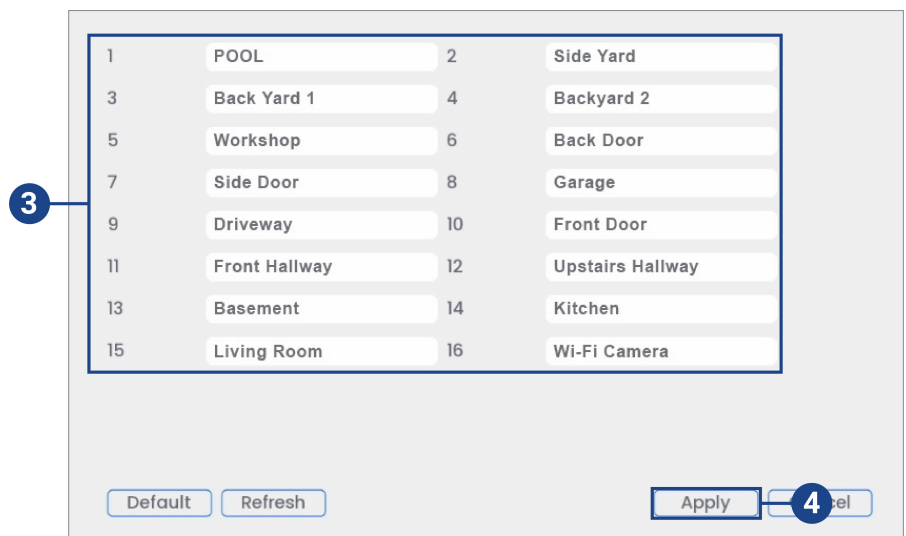 1 POOL 2 Side Yard
3 Back Yard 1 4 Backyard 2
5 Workshop 6 Back Door
7 Side Door 8 Garage
3
9 Driveway 10 Front Door
11 Front Hallway 12 Upstairs Hallway
13 Basement 14 Kitchen
15 Living Room 16 Wi-Fi Camera
Default Refresh Apply 4